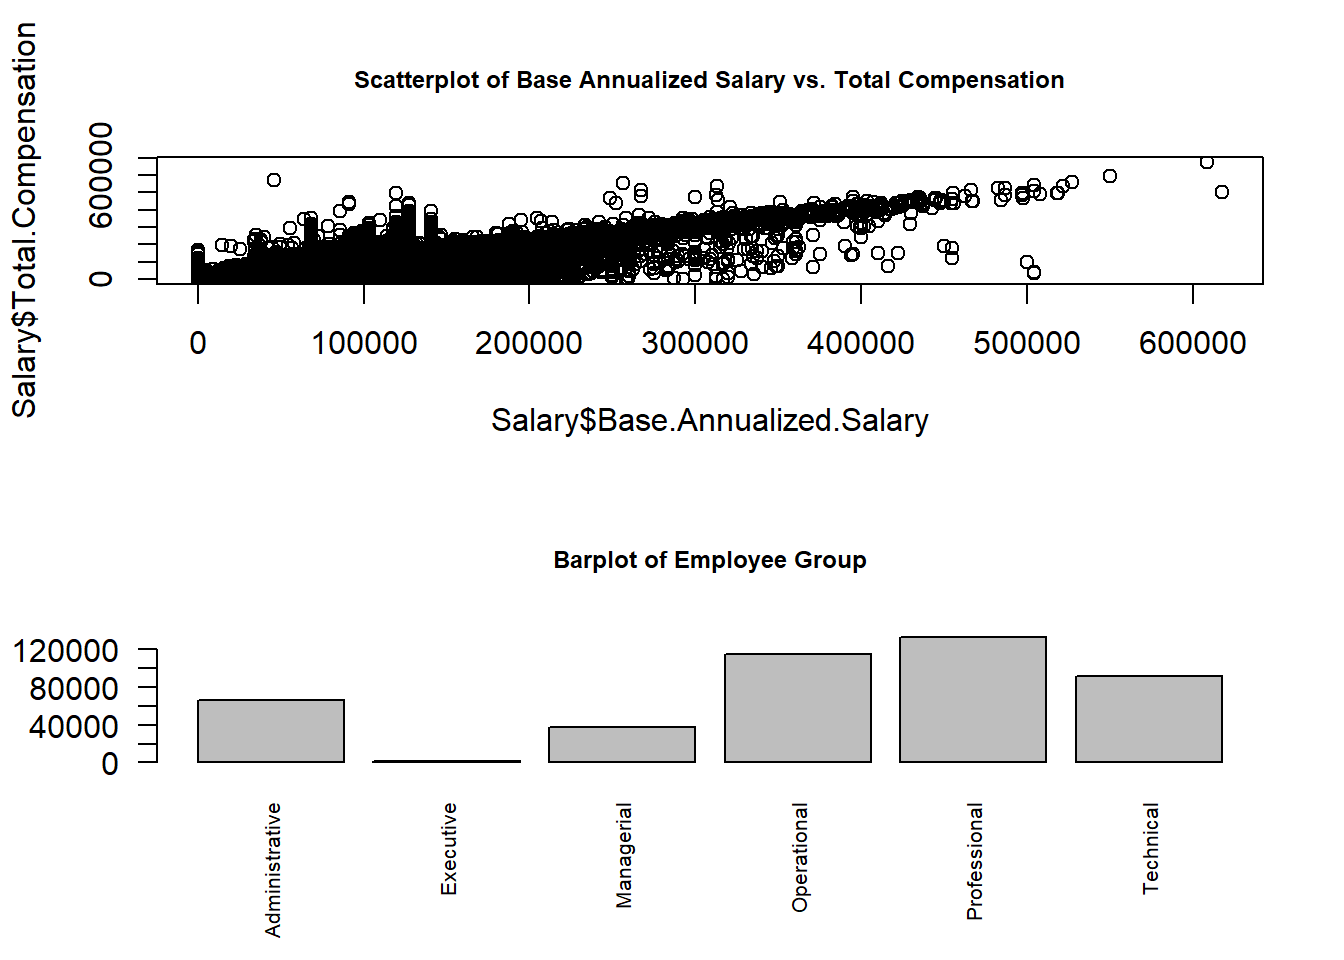 Scatterplot of Base Annualized Salary vs. Total Compensation
Salary$Total.Compensation
600000
0
0 100000 200000 300000 400000 500000 600000
Salary$Base.Annualized.Salary
Barplot of Employee Group
120000
80000
40000
0
Administrative
Executive
Managerial
Operational
Professional
Technical